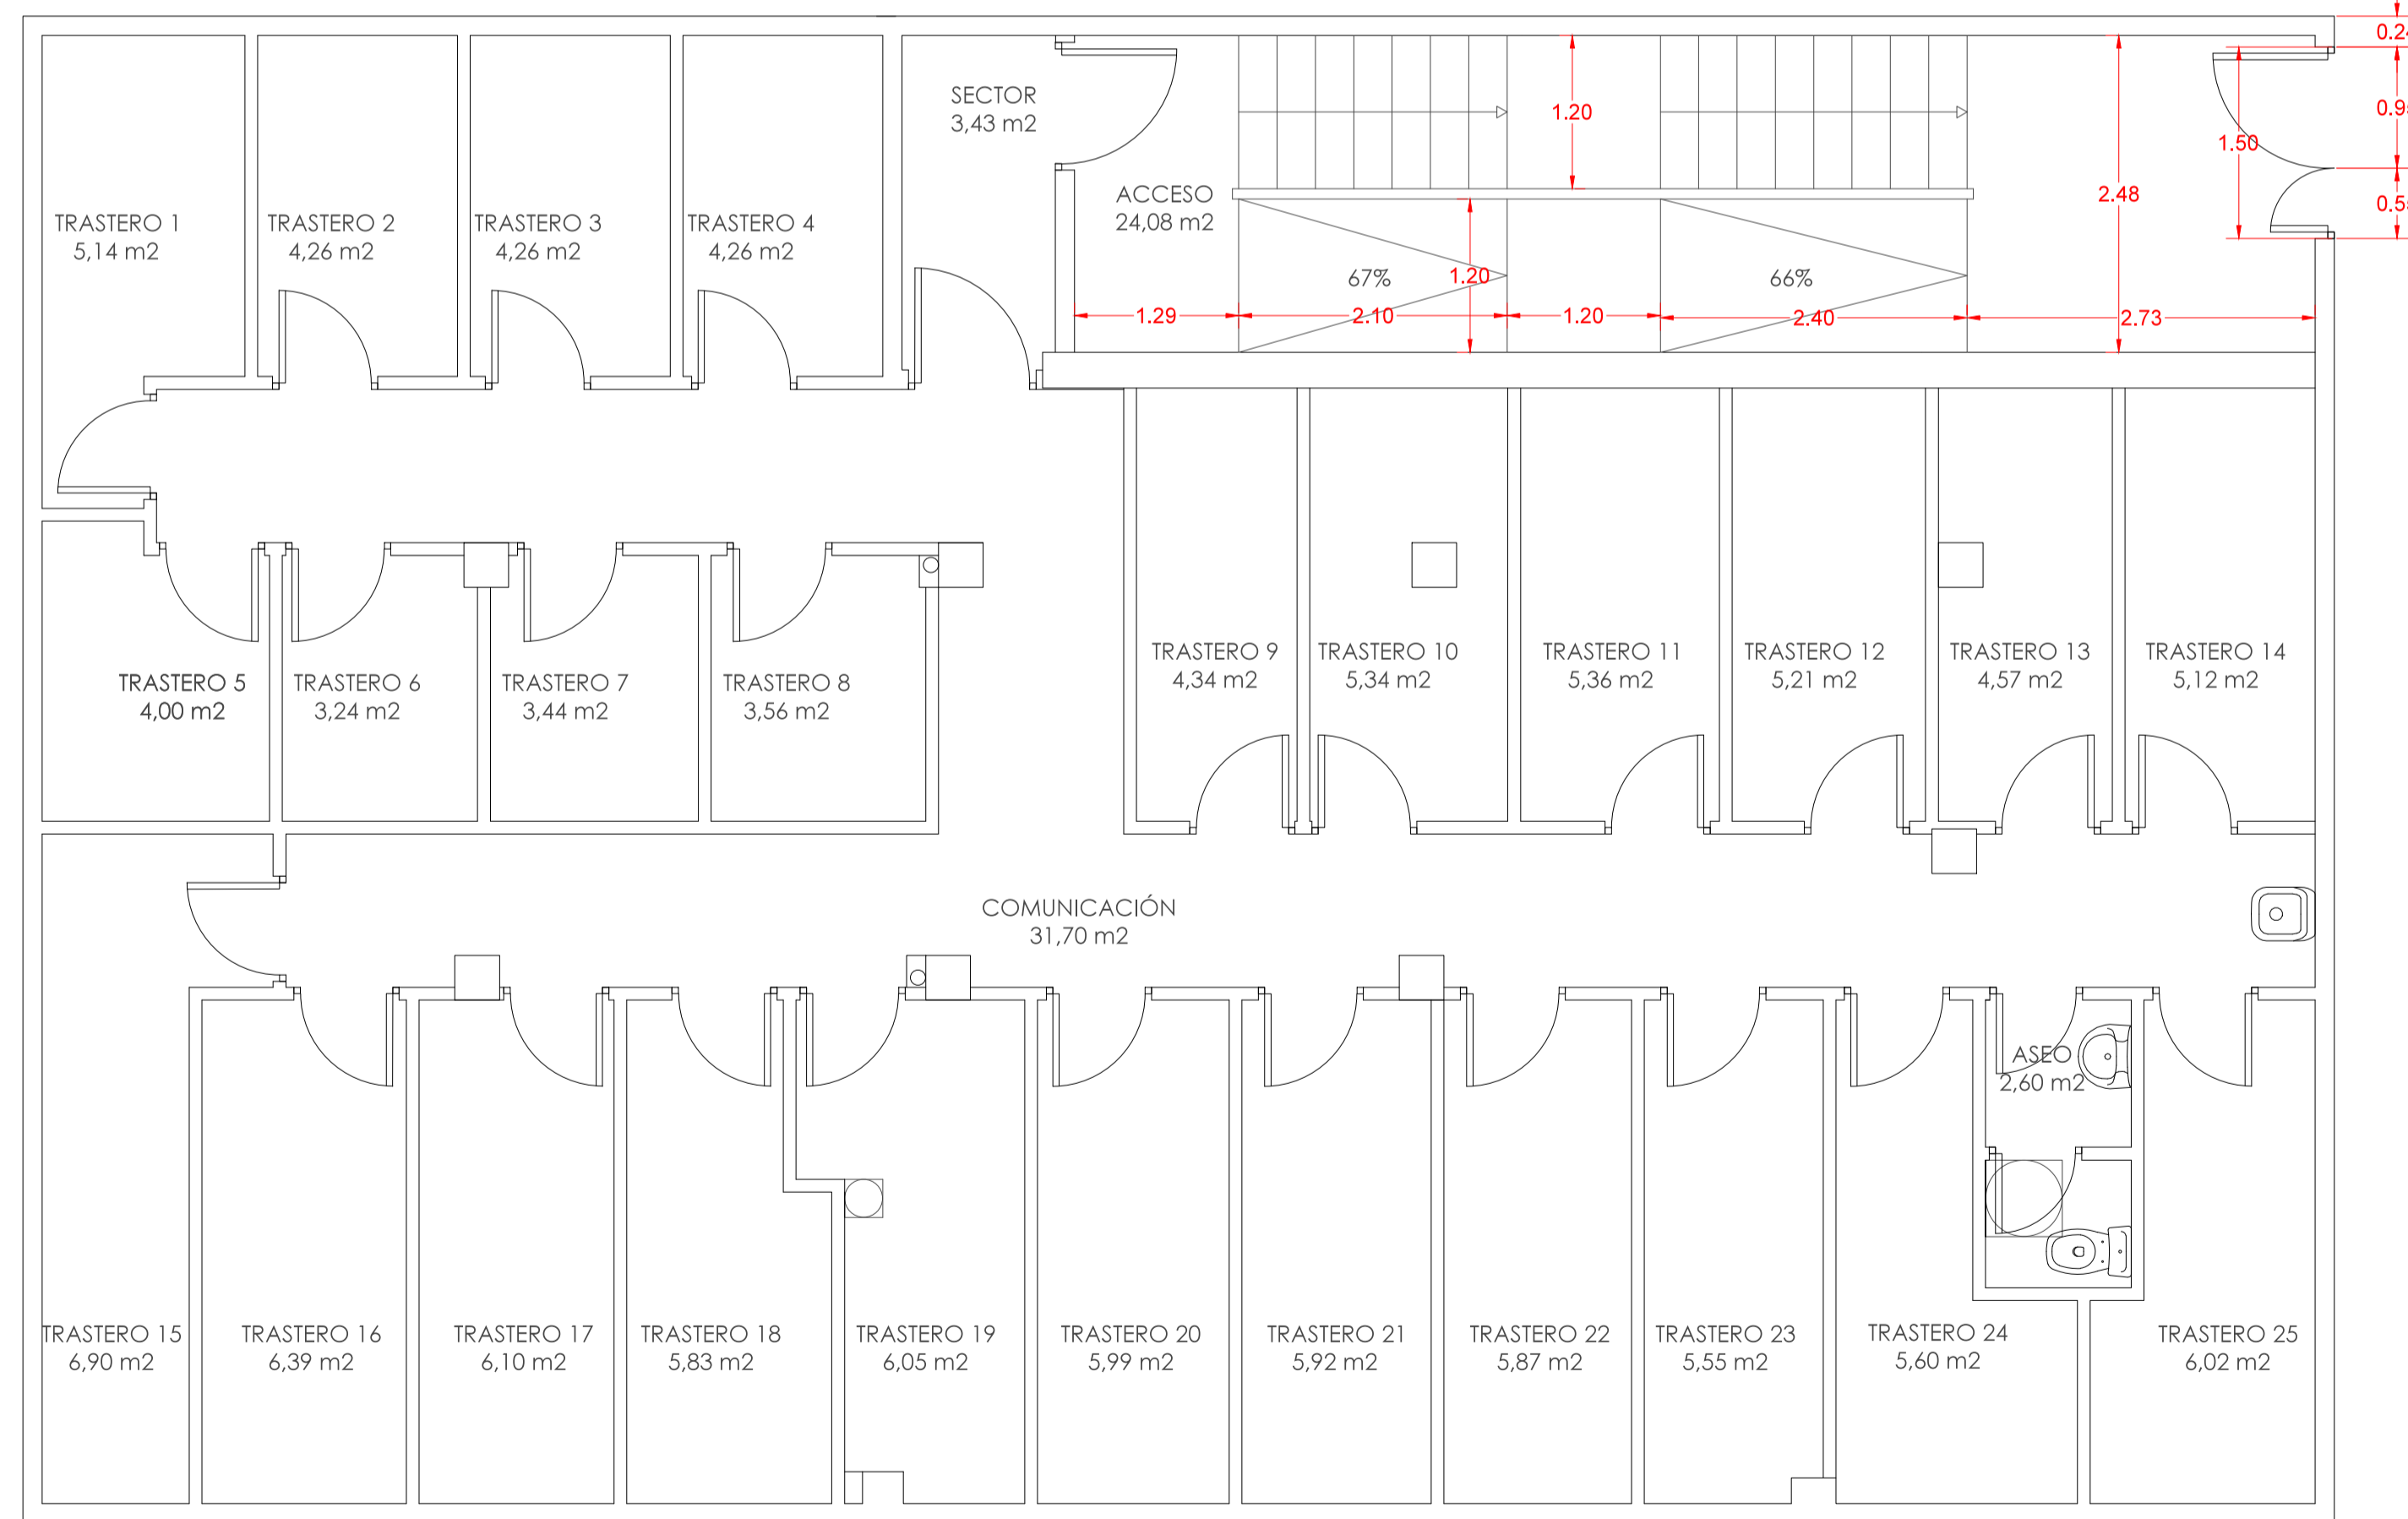 0.24
SECTOR
3,43 m2
1.20
1.50
ACCESO
24,08 m2
2.48
TRASTERO 1
5,14 m2
TRASTERO 2
4,26 m2
TRASTERO 3
4,26 m2
TRASTERO 4
4,26 m2
67%
1.20
66%
1.29
2.10
1.20
2.40
2.73
TRASTERO 5
4,00 m2
TRASTERO 6
3,24 m2
TRASTERO 7
3,44 m2
TRASTERO 8
3,56 m2
TRASTERO 9
4,34 m2
TRASTERO 10
5,34 m2
TRASTERO 11
5,36 m2
TRASTERO 12
5,21 m2
TRASTERO 13
4,57 m2
TRASTERO 14
5,12 m2
COMUNICACIÓN
31,70 m2
ASEO
2,60 m2
TRASTERO 15
6,90 m2
TRASTERO 16
6,39 m2
TRASTERO 17
6,10 m2
TRASTERO 18
5,83 m2
TRASTERO 19
6,05 m2
TRASTERO 20
5,99 m2
TRASTERO 21
5,92 m2
TRASTERO 22
5,87 m2
TRASTERO 23
5,55 m2
TRASTERO 24
5,60 m2
TRASTERO 25
6,02 m2